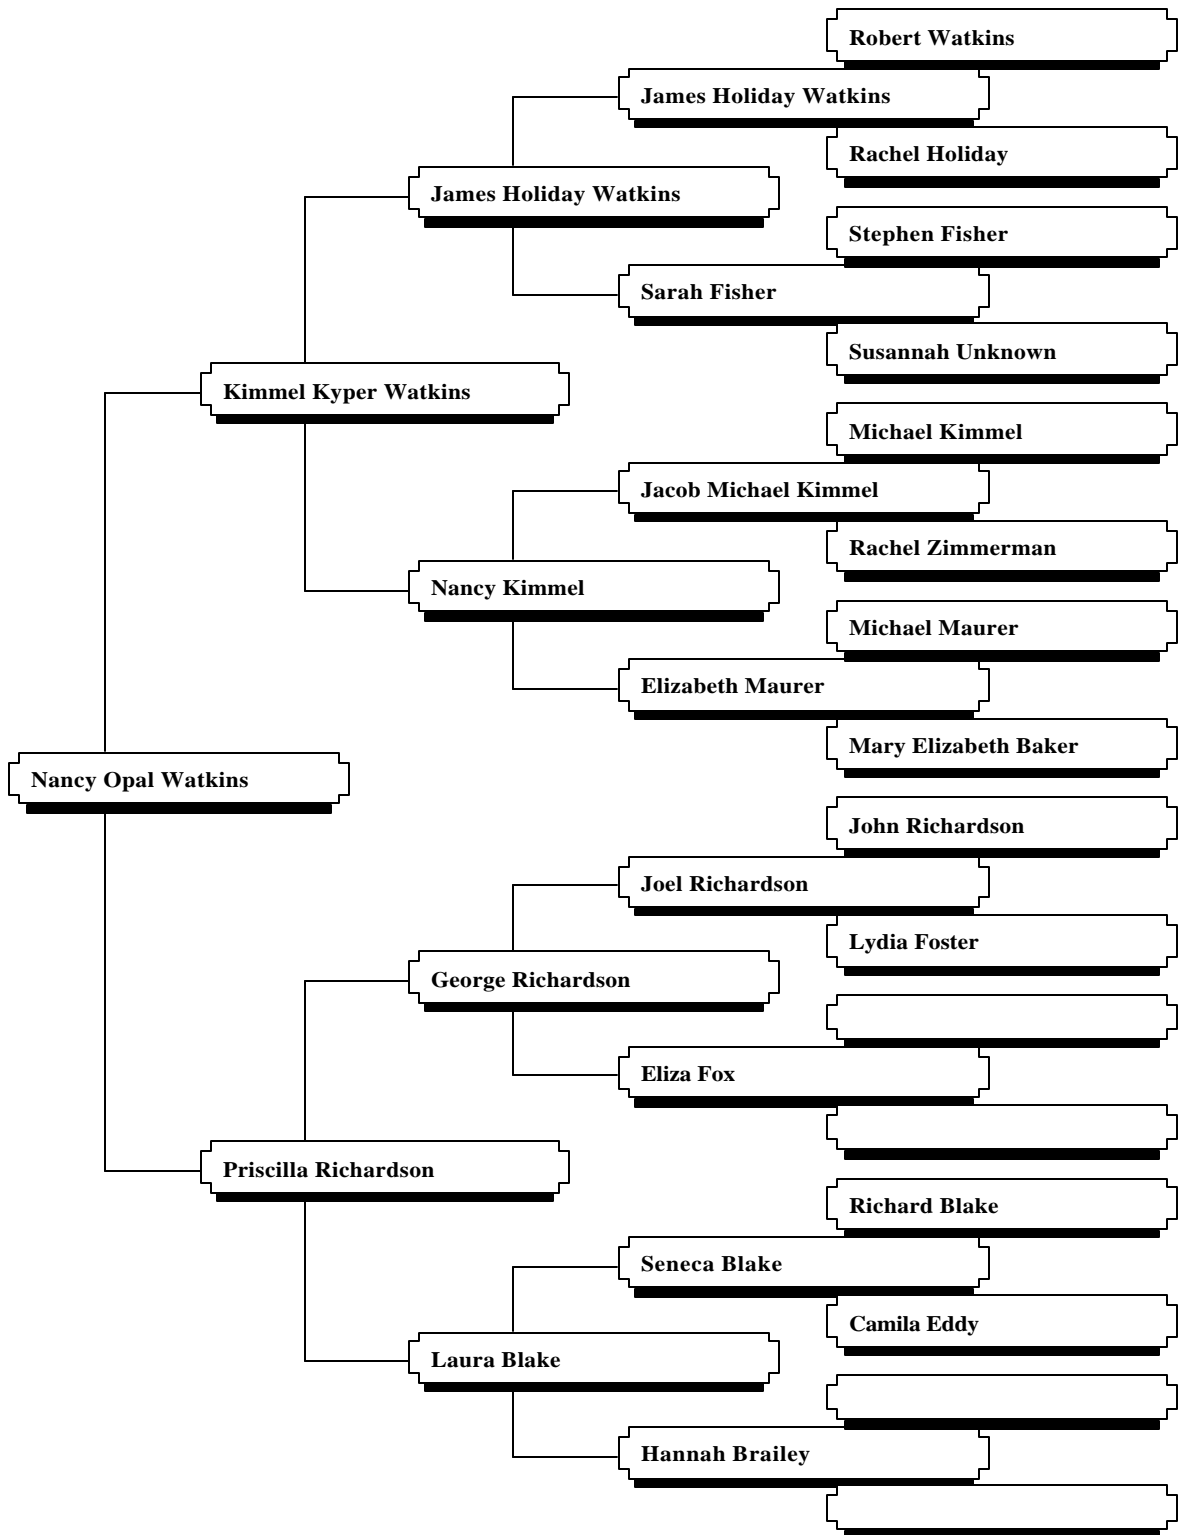 Robert Watkins
James Holiday Watkins
Rachel Holiday
James Holiday Watkins
Stephen Fisher
Sarah Fisher
Susannah Unknown
Kimmel Kyper Watkins
Michael Kimmel
Jacob Michael Kimmel
Rachel Zimmerman
Nancy Kimmel
Michael Maurer
Elizabeth Maurer
Mary Elizabeth Baker
Nancy Opal Watkins
John Richardson
Joel Richardson
Lydia Foster
George Richardson
Eliza Fox
Priscilla Richardson
Richard Blake
Seneca Blake
Camila Eddy
Laura Blake
Hannah Brailey